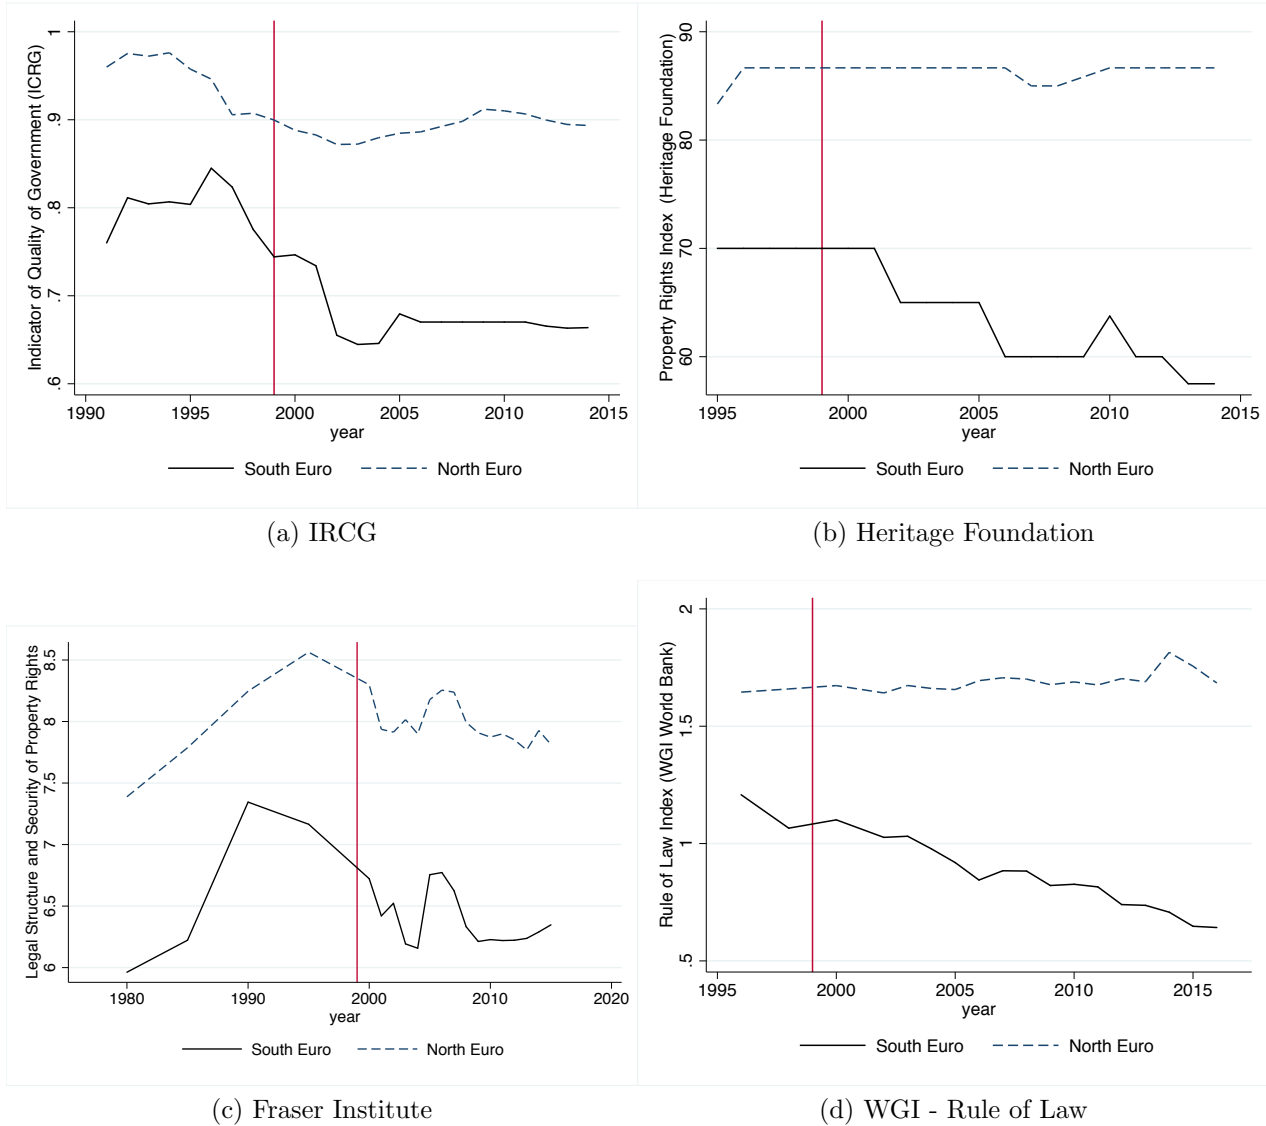 Indicator of Quality of Government (ICRG)
1
.9
.8
.7
.6
1990 1995 2000 2005 2010 2015
year
South Euro North Euro
(a) IRCG
Property Rights Index (Heritage Foundation)
90
80
70
60
1995 2000 2005 2010 2015
year
South Euro North Euro
(b) Heritage Foundation
Legal Structure and Security of Property Rights
8.5
8
7.5
7
6.5
6
1980 1990 2000 2010 2020
year
South Euro North Euro
(c) Fraser Institute
Rule of Law Index (WGI World Bank)
2
1.5
1
.5
1995 2000 2005 2010 2015
year
South Euro North Euro
(d) WGI - Rule of Law